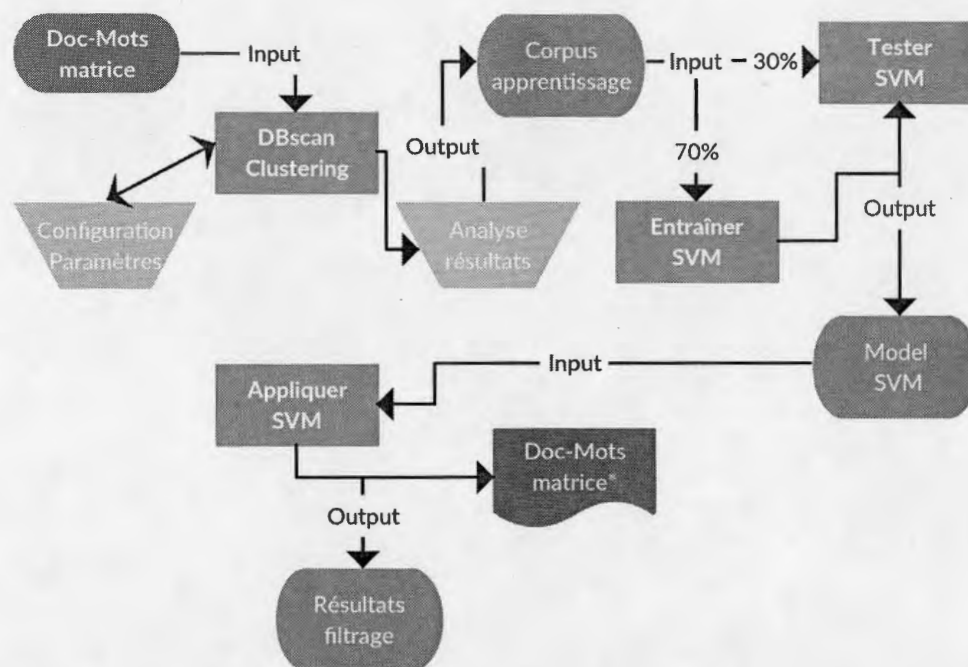 Doc-Mots
matrice
Input
DBscan
Clustering
Configuration
Paramètres
Analyse
résultats
Output
Corpus
apprentissage
Input
30%
70%
Tester
SVM
Entraîner
SVM
Output
Model
SVM
Input
Appliquer
SVM
Doc-Mots
matrice*
Output
Résultats
filtrage